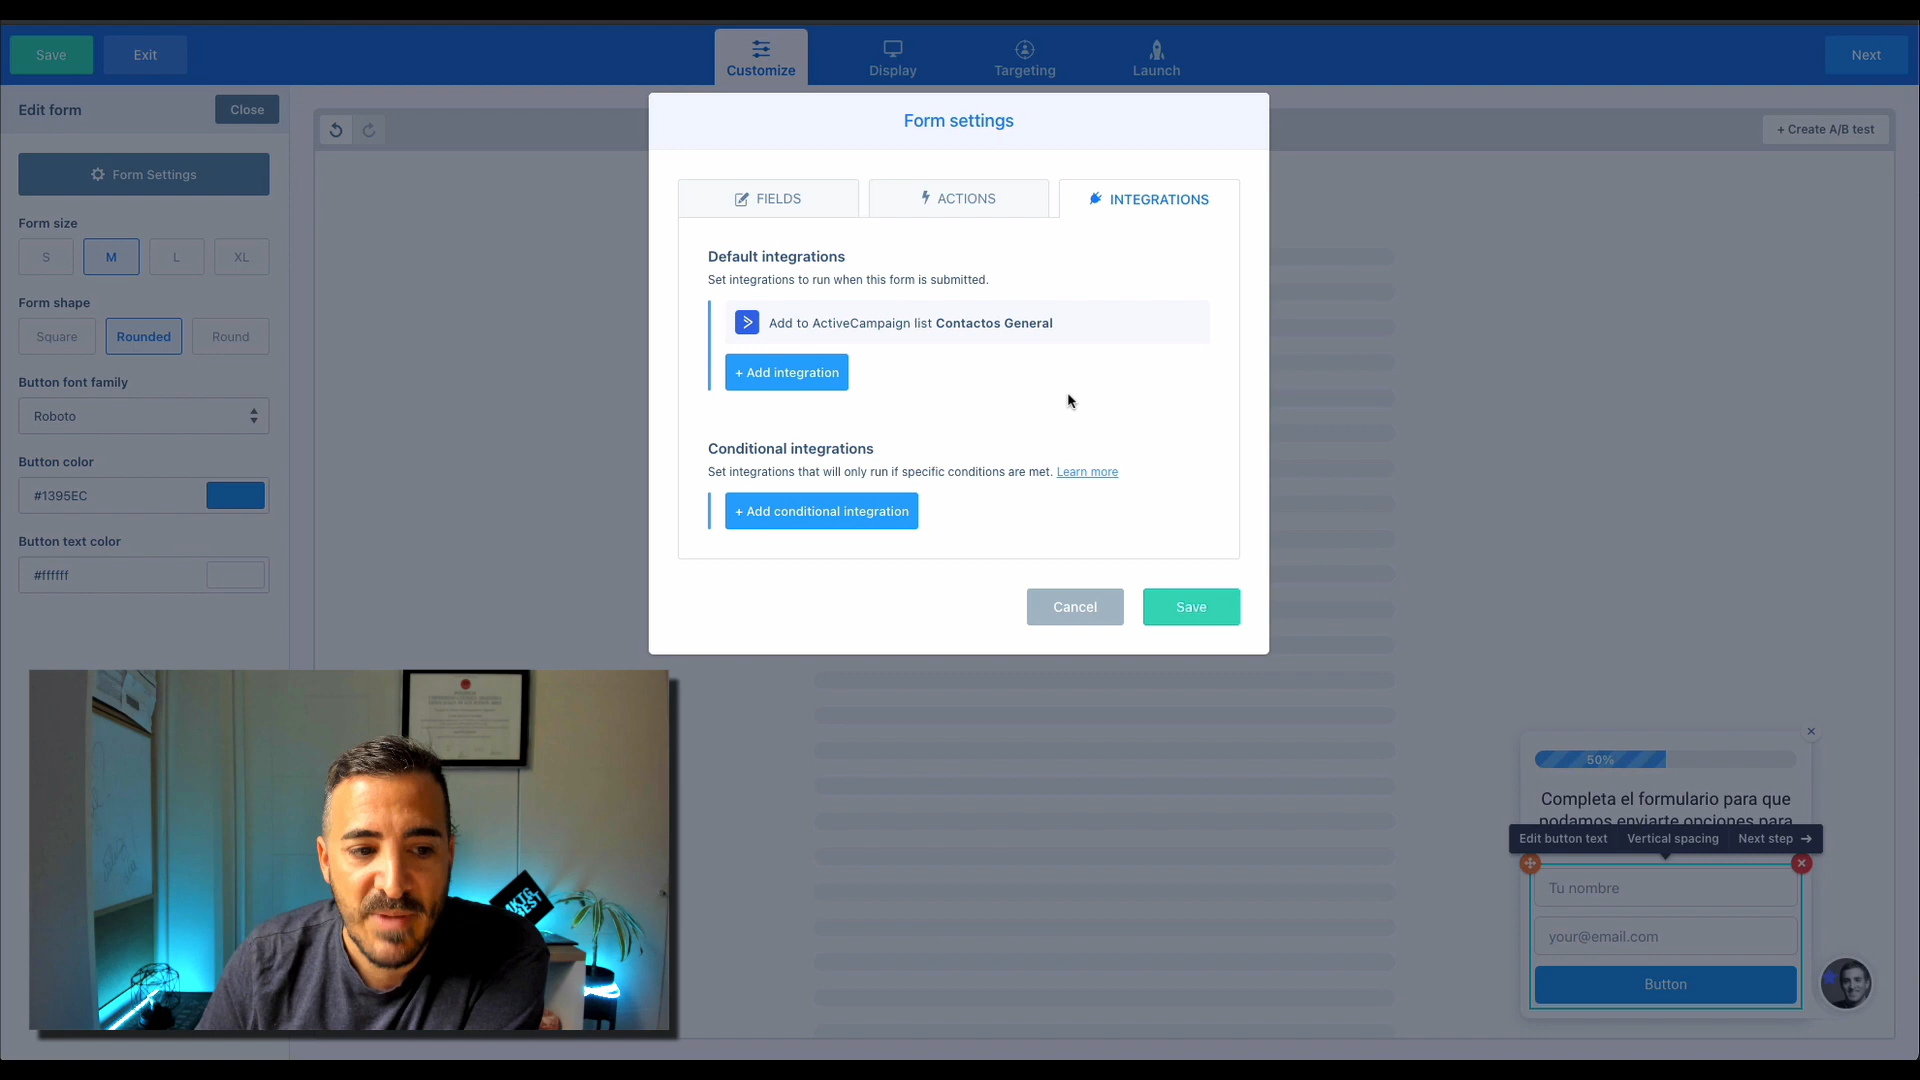 Save
Exit
Customize
Display
Targeting
Launch
Next
Edit form
Close
Form Settings
Form size
S
M
L
XL
Form shape
Square
Rounded
Round
Button font family
Roboto
Button color
#1395EC
Button text color
#ffffff
+ Create A/B test
Form settings
FIELDS
ACTIONS
INTEGRATIONS
Default integrations
Set integrations to run when this form is submitted.
Add to ActiveCampaign list Contactos General
+ Add integration
Conditional integrations
Set integrations that will only run if specific conditions are met. Learn more
+ Add conditional integration
Cancel
Save
BEST
50%
Completa el formulario para que
podamos enviarte opciones para
Edit button text
Vertical spacing
Next step →
Tu nombre
your@email.com
Button